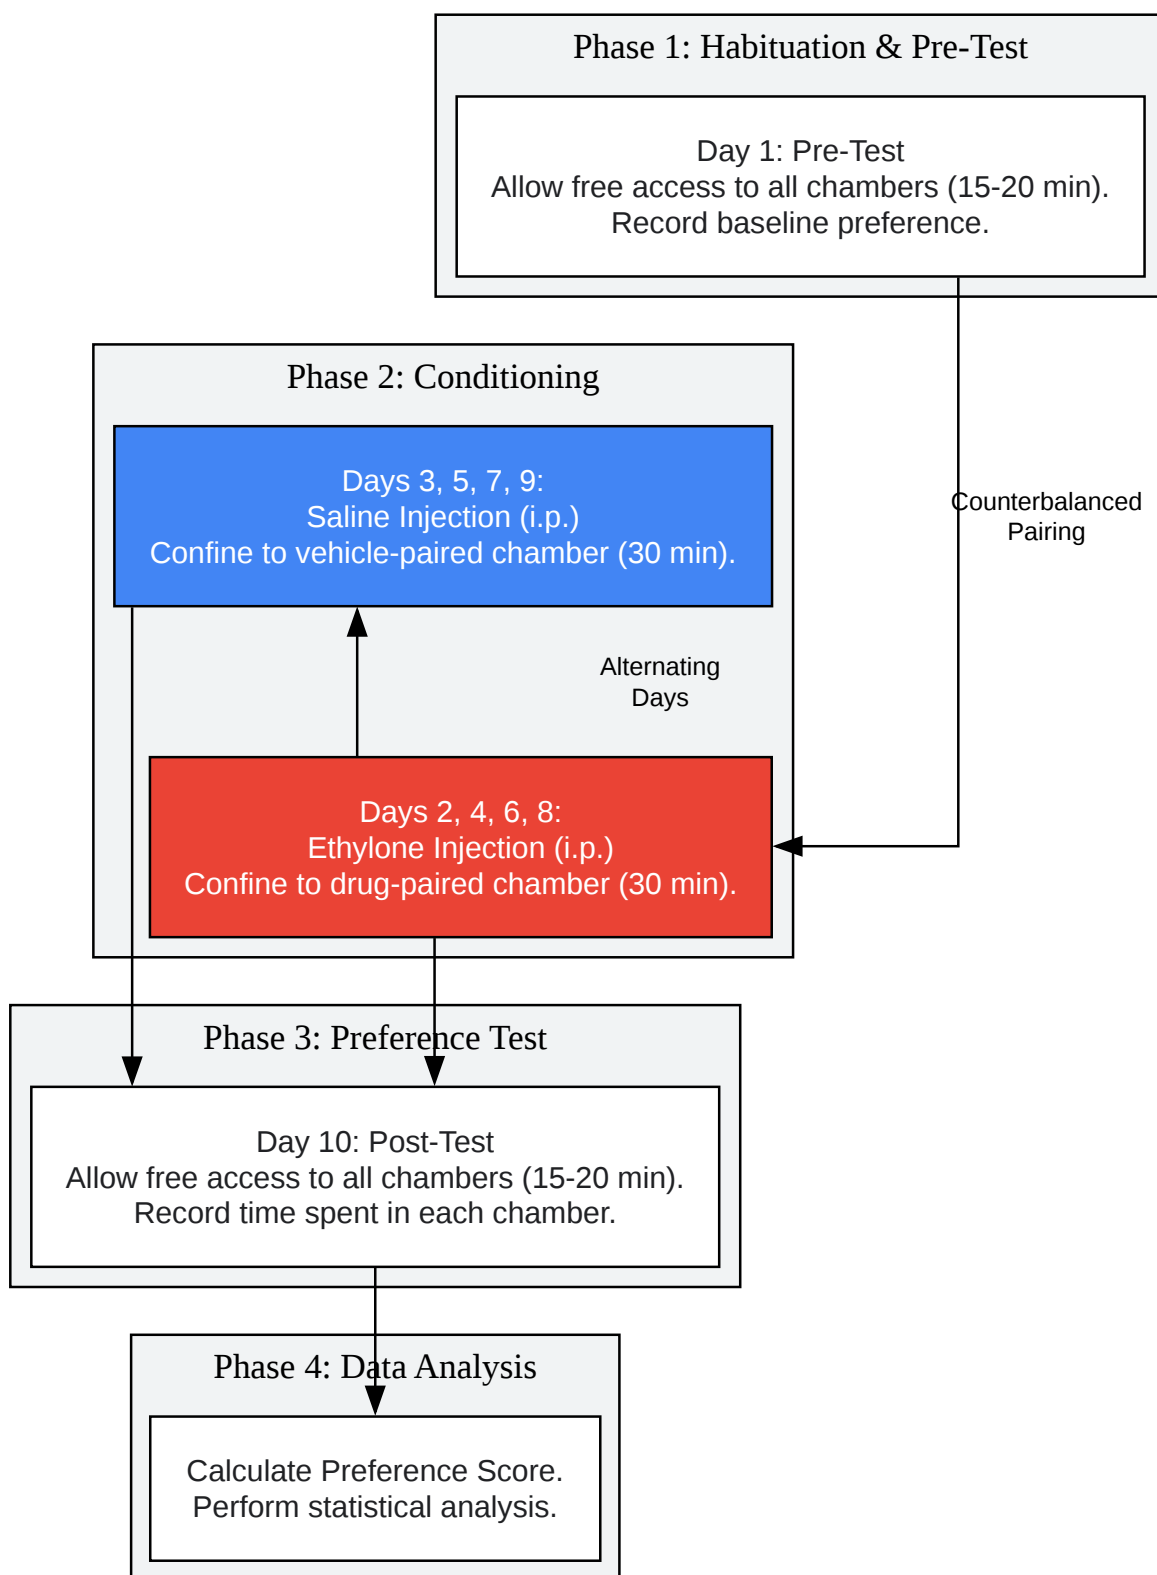 Phase 1: Habituation & Pre-Test
Day 1: Pre-Test
Allow free access to all chambers (15-20 min).
Record baseline preference.
Phase 2: Conditioning
Days 3, 5, 7, 9:
Saline Injection (i.p.)
Confine to vehicle-paired chamber (30 min).
Counterbalanced
Pairing
Alternating
Days
Days 2, 4, 6, 8:
Ethylone Injection (i.p.)
Confine to drug-paired chamber (30 min).
Phase 3: Preference Test
Day 10: Post-Test
Allow free access to all chambers (15-20 min).
Record time spent in each chamber.
Phase 4: Data Analysis
Calculate Preference Score.
Perform statistical analysis.